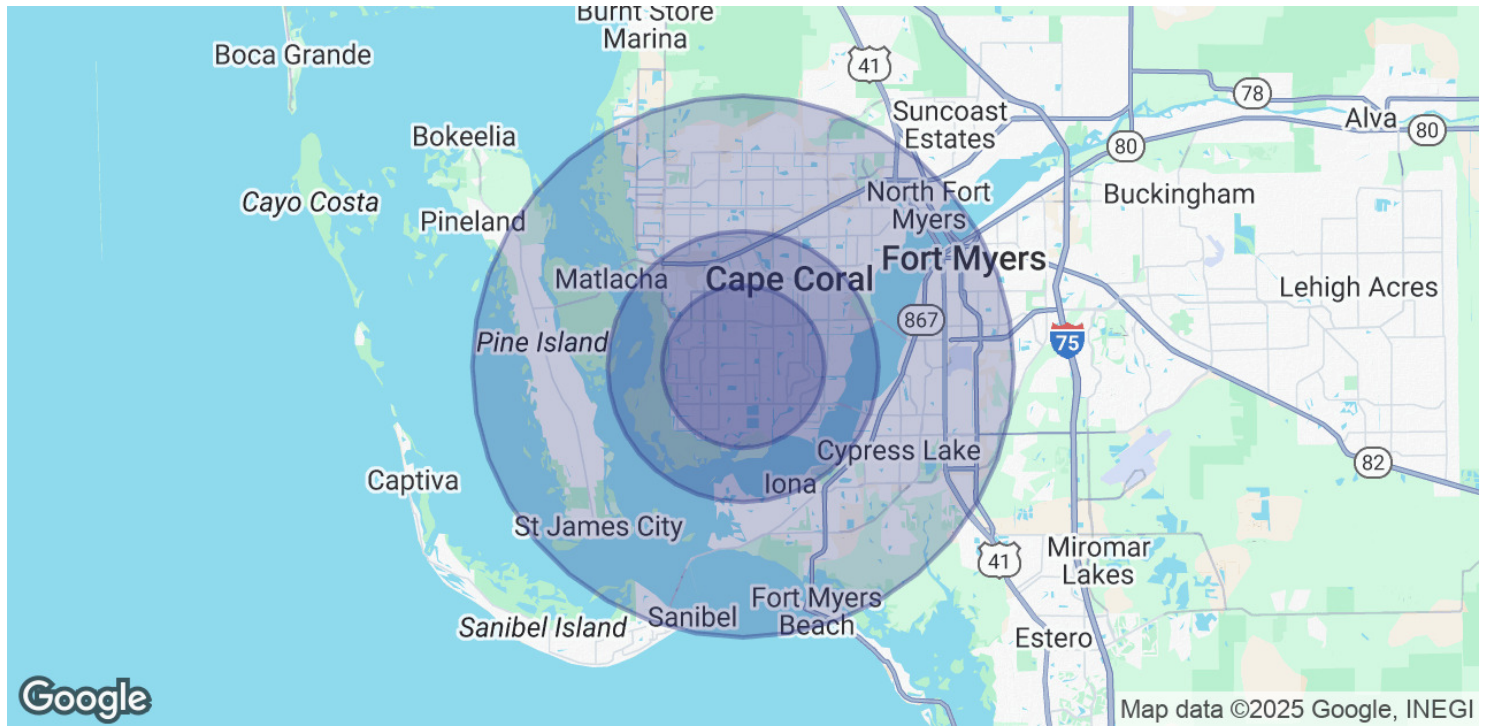 Burnt Store
Marina
Boca Grande
41
78
Suncoast
Estates
Alva
80
Bokeelia
80
Cayo Costa
North Fort
Myers
Buckingham
Pineland
Fort Myers
Matlacha
Cape Coral
Lehigh Acres
867
Pine Island
75
Cypress Lake
82
Captiva
Iona
St James City
41
Miromar
Lakes
Fort Myers
Beach
Sanibel
Sanibel Island
Estero
Google
Map data ©2025 Google, INEGI